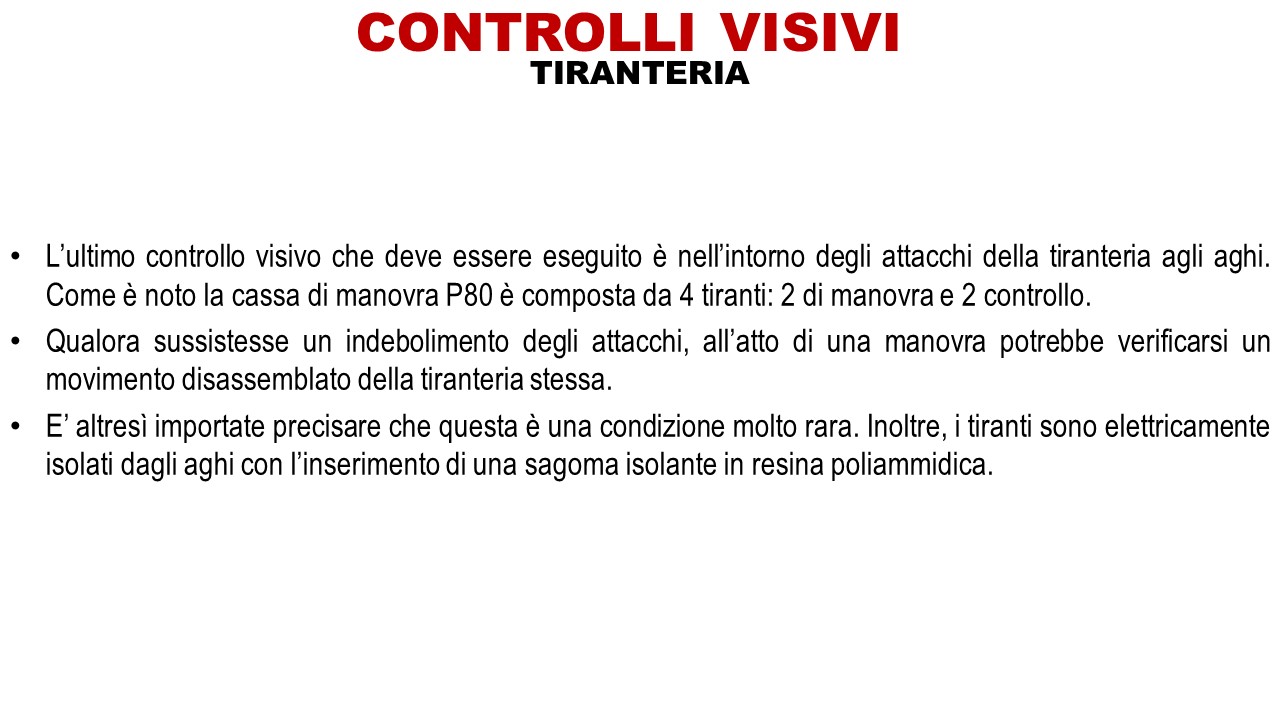 CONTROLLI VISIVI
TIRANTERIA
• L’ultimo controllo visivo che deve essere eseguito è nell’intorno degli attacchi della tiranteria agli aghi.
Come è noto la cassa di manovra P80 è composta da 4 tiranti: 2 di manovra e 2 controllo.
• Qualora sussistesse un indebolimento degli attacchi, all’atto di una manovra potrebbe verificarsi un
movimento disassemblato della tiranteria stessa.
• E’ altresì importate precisare che questa è una condizione molto rara. Inoltre, i tiranti sono elettricamente
isolati dagli aghi con l’inserimento di una sagoma isolante in resina poliammidica.